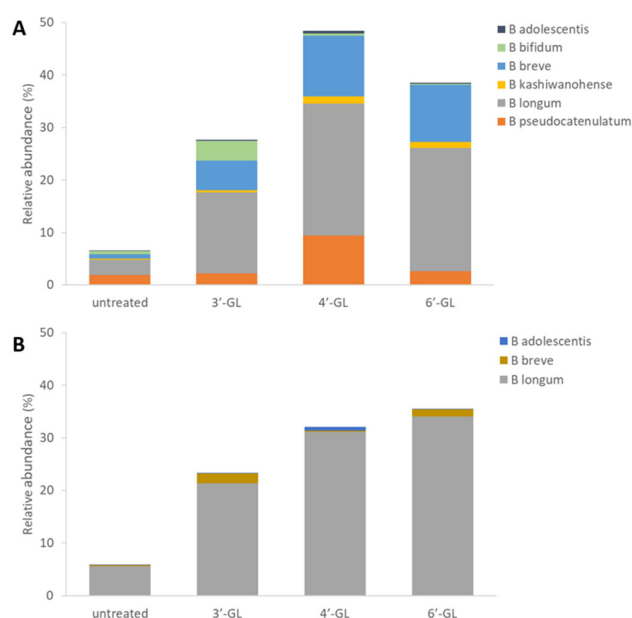 A
Relative abundance (%)
50
40
30
20
10
0
untreated 3′-GL 4′-GL 6′-GL
B adolescentis
B bifidum
B breve
B kashiwanohense
B longum
B pseudocatenulatum
B
Relative abundance (%)
50
40
30
20
10
0
untreated 3′-GL 4′-GL 6′-GL
B adolescentis
B breve
B longum